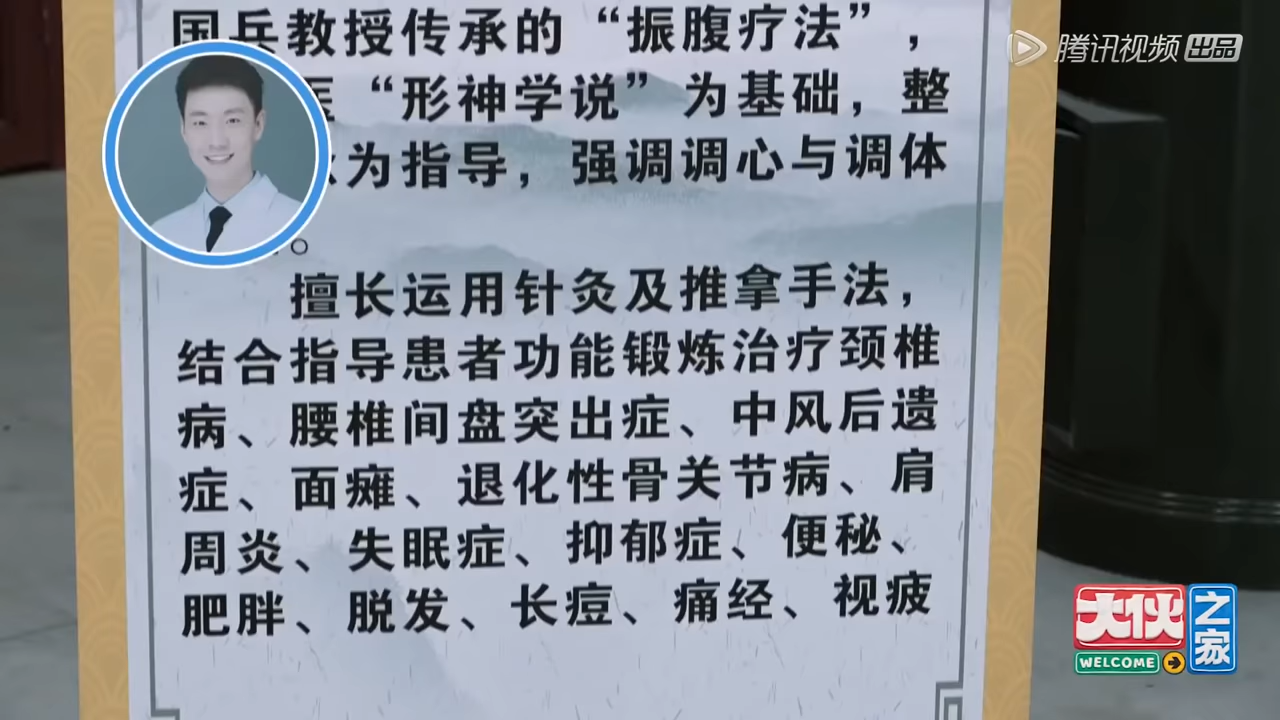 国兵教授传承的“振腹疗法”，
医“形神学说”为基础，整
为指导，强调调心与调体
。
擅长运用针灸及推拿手法，
结合指导患者功能锻炼治疗颈椎
病、腰椎间盘突出症、中风后遗
症、面瘫、退化性骨关节病、肩
周炎、失眠症、抑郁症、便秘、
肥胖、脱发、长痘、痛经、视疲
腾讯视频 出品
大伙之家
WELCOME